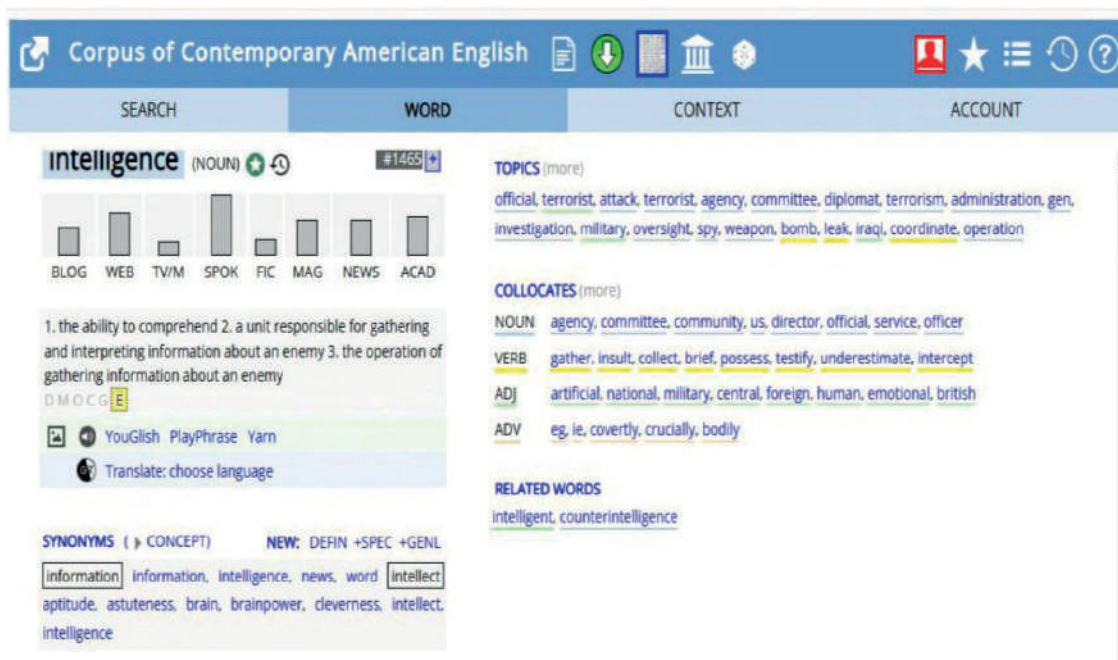 Corpus of Contemporary American English
SEARCH WORD CONTEXT ACCOUNT
intelligence (NOUN) #1465 +
BLOG WEB TV/M SPOK FIC MAG NEWS ACAD
1. the ability to comprehend 2. a unit responsible for gathering
and interpreting information about an enemy 3. the operation of
gathering information about an enemy
D M O C G E
YouGlish PlayPhrase Yarn
Translate: choose language
SYNONYMS ( CONCEPT) NEW: DEFIN +SPEC +GENL
information information, intelligence, news, word intellect
aptitude, astuteness, brain, brainpower, cleverness, intellect,
intelligence
TOPICS (more)
official, terrorist, attack, terrorist, agency, committee, diplomat, terrorism, administration, gen,
investigation, military, oversight, spy, weapon, bomb, leak, iraqi, coordinate, operation
COLLOCATES (more)
NOUN agency, committee, community, us, director, official, service, officer
VERB gather, insult, collect, brief, possess, testify, underestimate, intercept
ADJ artificial, national, military, central, foreign, human, emotional, british
ADV eg, ie, covertly, crucially, bodily
RELATED WORDS
intelligent, counterintelligence